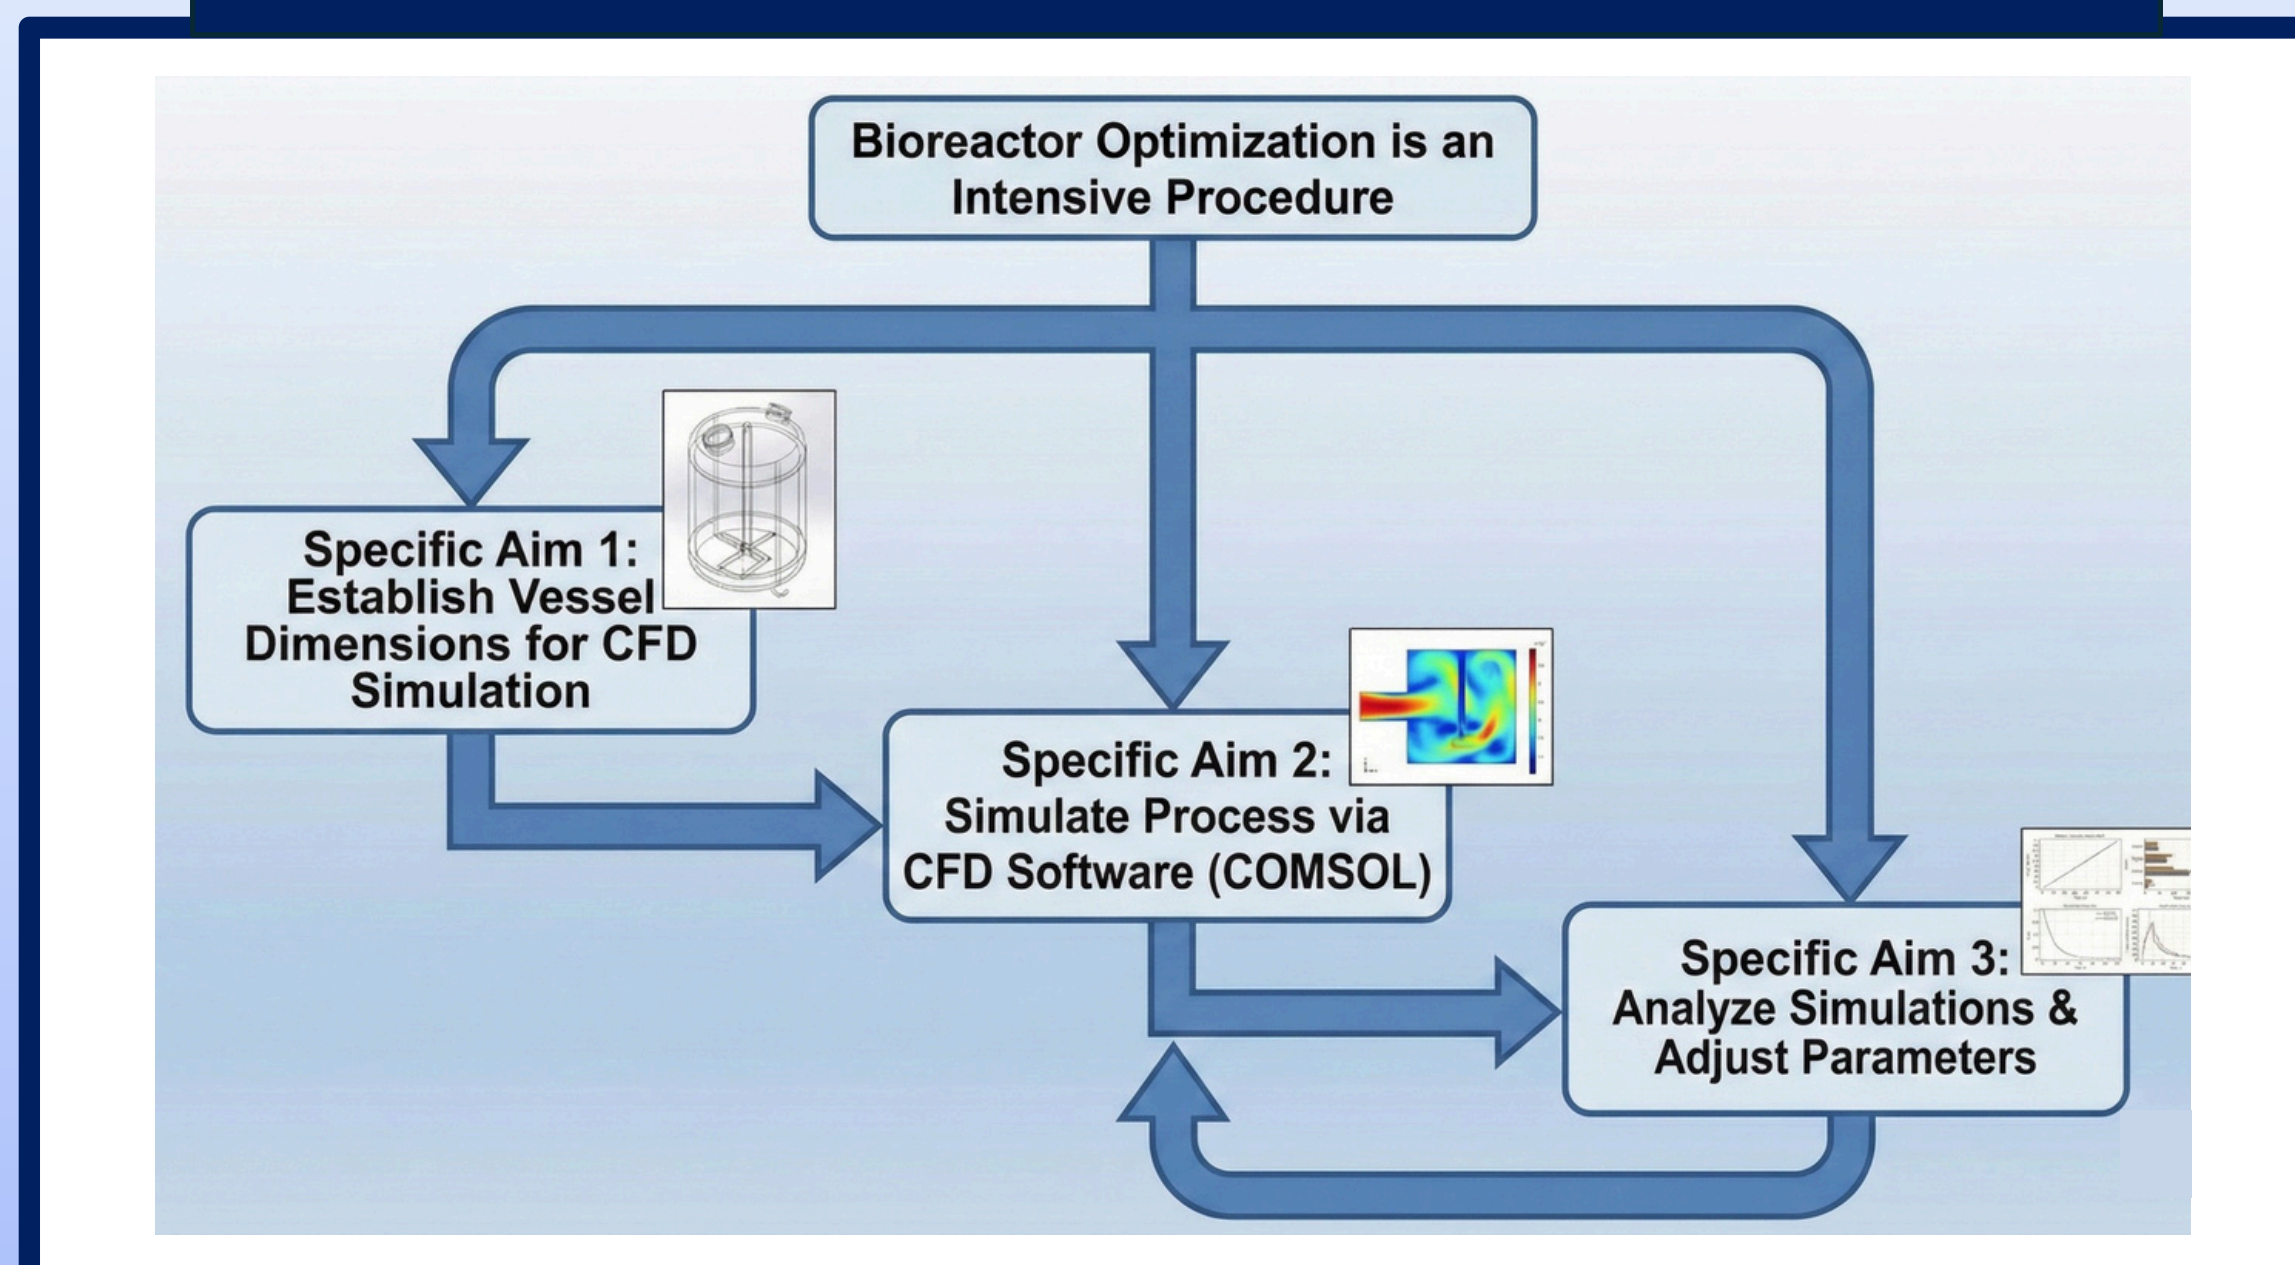 Bioreactor Optimization is an
Intensive Procedure
Specific Aim 1:
Establish Vessel
Dimensions for CFD
Simulation
Specific Aim 2:
Simulate Process via
CFD Software (COMSOL)
Specific Aim 3:
Analyze Simulations &
Adjust Parameters